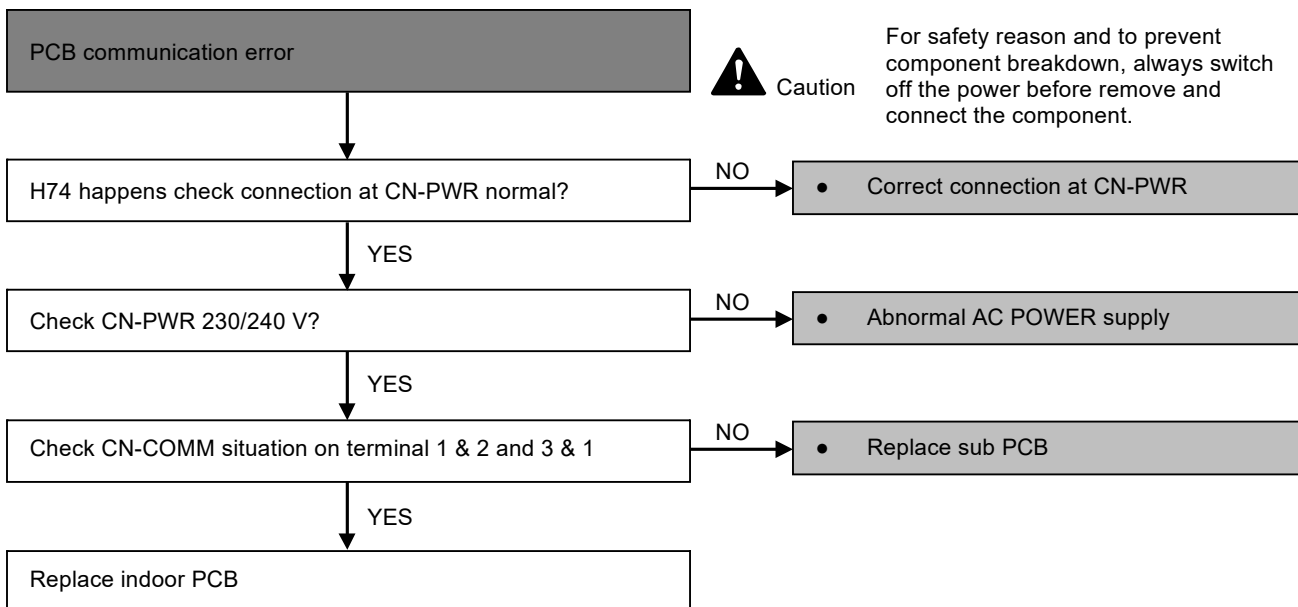 PCB communication error
Caution
For safety reason and to prevent
component breakdown, always switch
off the power before remove and
connect the component.
H74 happens check connection at CN-PWR normal?
NO
● Correct connection at CN-PWR
YES
Check CN-PWR 230/240 V?
NO
● Abnormal AC POWER supply
YES
Check CN-COMM situation on terminal 1 & 2 and 3 & 1
NO
● Replace sub PCB
YES
Replace indoor PCB